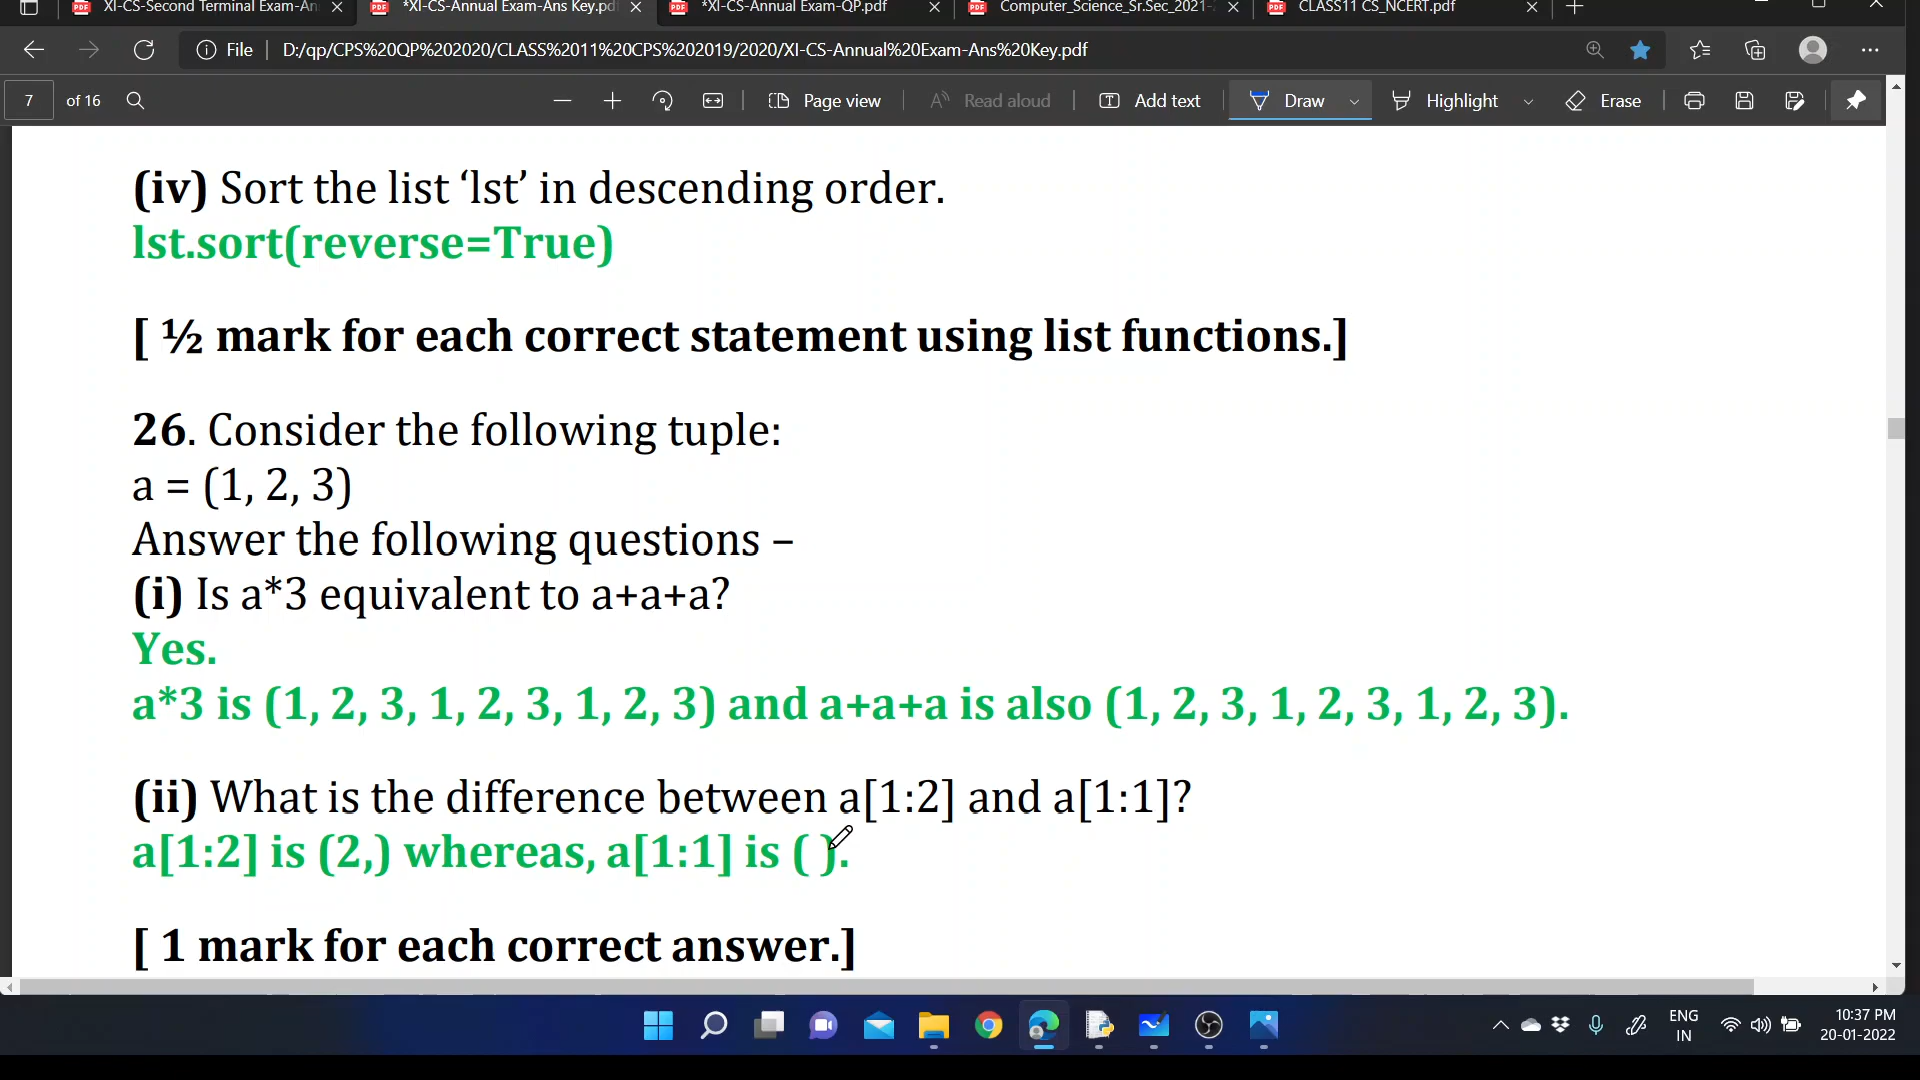 XI-CS-Second Terminal Exam-An
*XI-CS-Annual Exam-Ans Key.pdf
*XI-CS-Annual Exam-QP.pdf
Computer_Science_Sr.Sec_2021-
CLASS11 CS_NCERT.pdf
File
D:/qp/CPS%20QP%202020/CLASS%2011%20CPS%202019/2020/XI-CS-Annual%20Exam-Ans%20Key.pdf
7 of 16
Page view
Read aloud
Add text
Draw
Highlight
Erase
(iv) Sort the list ‘lst’ in descending order.
lst.sort(reverse=True)
[ ½ mark for each correct statement using list functions.]
26. Consider the following tuple:
a = (1, 2, 3)
Answer the following questions –
(i) Is a*3 equivalent to a+a+a?
Yes.
a*3 is (1, 2, 3, 1, 2, 3, 1, 2, 3) and a+a+a is also (1, 2, 3, 1, 2, 3, 1, 2, 3).
(ii) What is the difference between a[1:2] and a[1:1]?
a[1:2] is (2,) whereas, a[1:1] is ( ).
[ 1 mark for each correct answer.]
ENG
IN
10:37 PM
20-01-2022